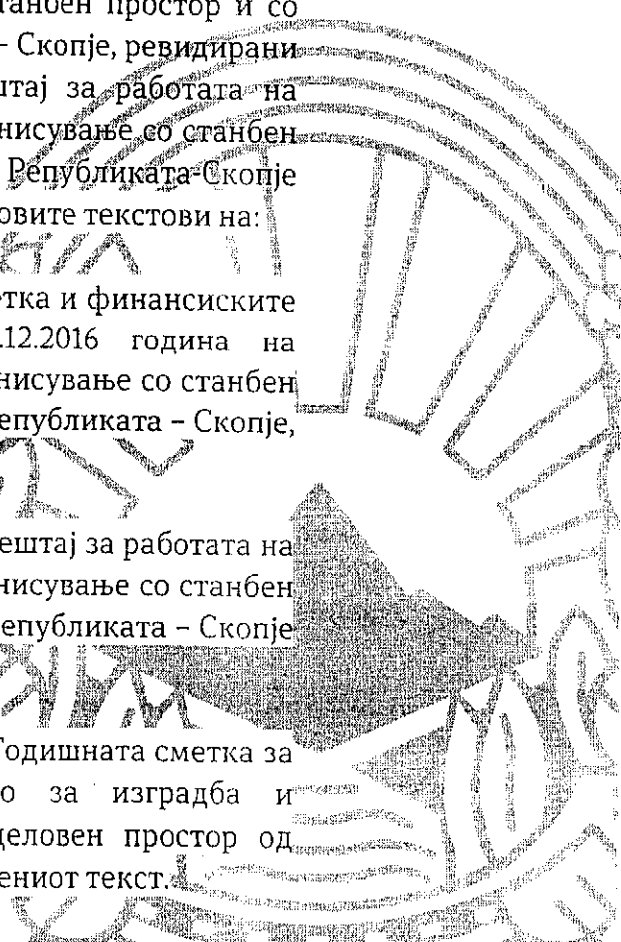 станбен простор и со
– Скопје, ревидирани
штај за работата на
нисување со станбен
Републиката-Скопје
овите текстови на:
тка и финансиските
.12.2016 година на
нисување со станбен
епубликата – Скопје,
ештај за работата на
нисување со станбен
епубликата – Скопје
Годишната сметка за
о за изградба и
деловен простор од
ениот текст.